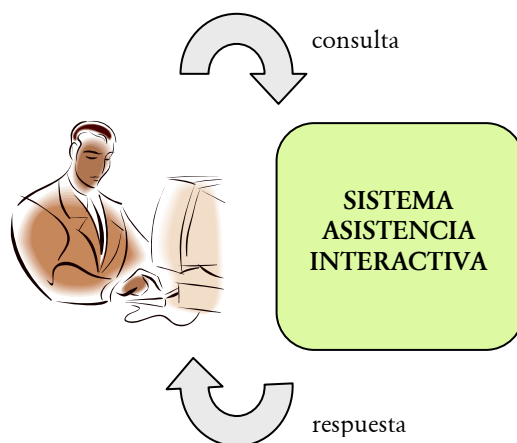 consulta
SISTEMA
ASISTENCIA
INTERACTIVA
respuesta